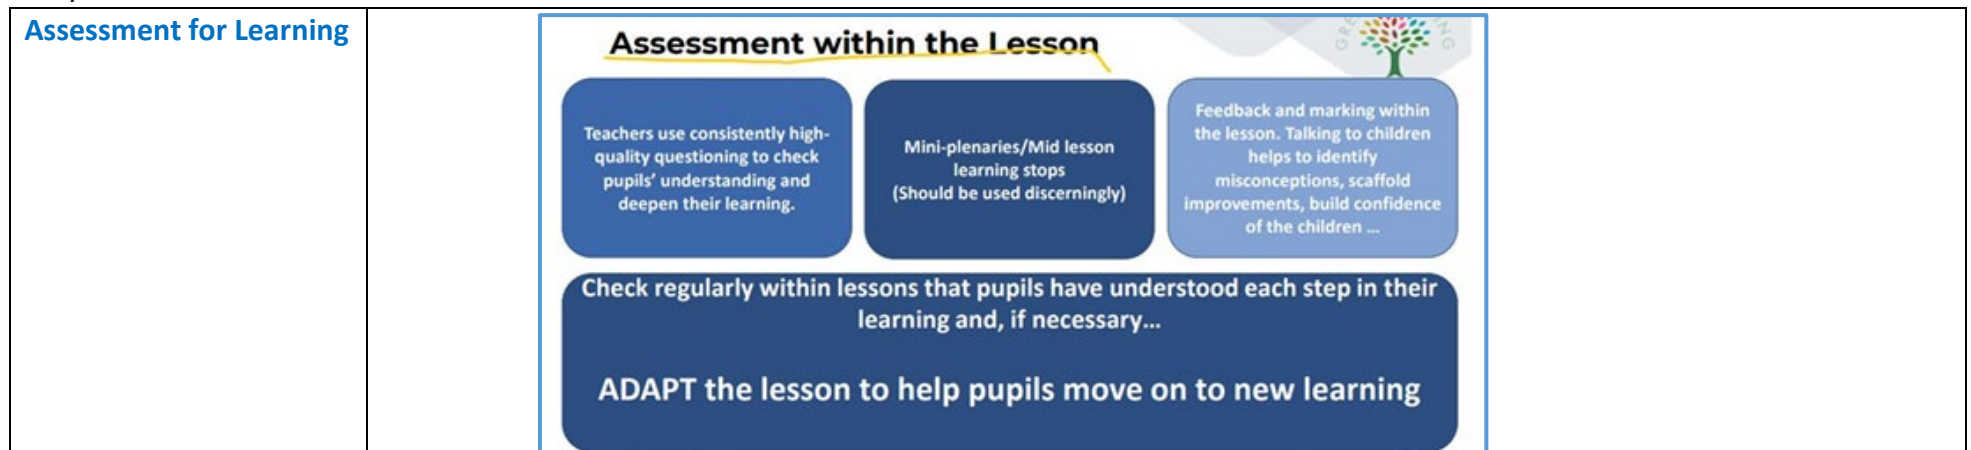 Assessment for Learning
Assessment within the Lesson
Teachers use consistently high-
quality questioning to check
pupils' understanding and
deepen their learning.
Mini-plenaries/Mid lesson
learning stops
(Should be used discerningly)
Feedback and marking within
the lesson. Talking to children
helps to identify
misconceptions, scaffold
improvements, build confidence
of the children ...
Check regularly within lessons that pupils have understood each step in their
learning and, if necessary...
ADAPT the lesson to help pupils move on to new learning